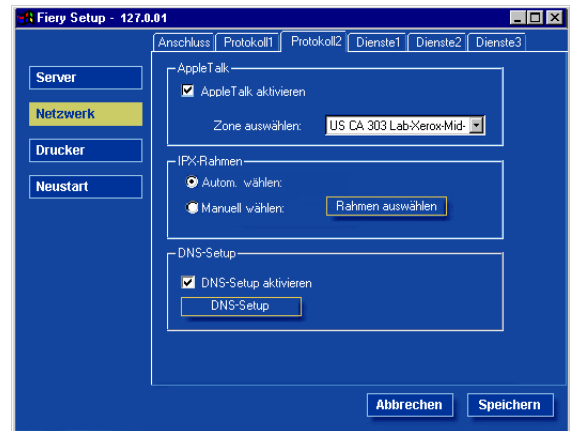 Fiery Setup - 127.0.01
Anschluss Protokoll1 Protokoll2 Dienste1 Dienste2 Dienste3
Server
Netzwerk
Drucker
Neustart
AppleTalk
AppleTalk aktivieren
Zone auswählen: US CA 303 Lab-Xerox-Mid-
IPX-Rahmen
Autom. wählen:
Manuell wählen: Rahmen auswählen
DNS-Setup
DNS-Setup aktivieren
DNS-Setup
Abbrechen Speichern